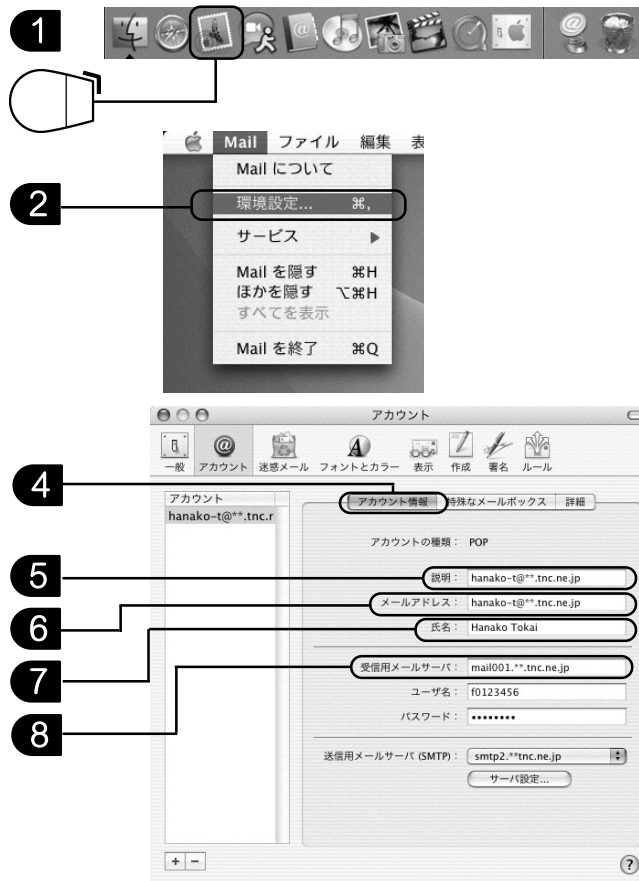 1
Mail ファイル 編集 表
Mail について
2
環境設定... ⌘,
サービス ▶
Mail を隠す ⌘H
ほかを隠す ⌥⌘H
すべてを表示
Mail を終了 ⌘Q
アカウント
一般 アカウント 迷惑メール フォントとカラー 表示 作成 署名 ルール
4
アカウント
アカウント情報 特殊なメールボックス 詳細
hanako-t@**.tnc.r
アカウントの種類： POP
5
説明： hanako-t@**.tnc.ne.jp
6
メールアドレス： hanako-t@**.tnc.ne.jp
7
氏名： Hanako Tokai
8
受信用メールサーバ： mail001.**.tnc.ne.jp
ユーザ名： f0123456
パスワード： ••••••••
送信用メールサーバ (SMTP)： smtp2.**tnc.ne.jp
サーバ設定...
+ −
?